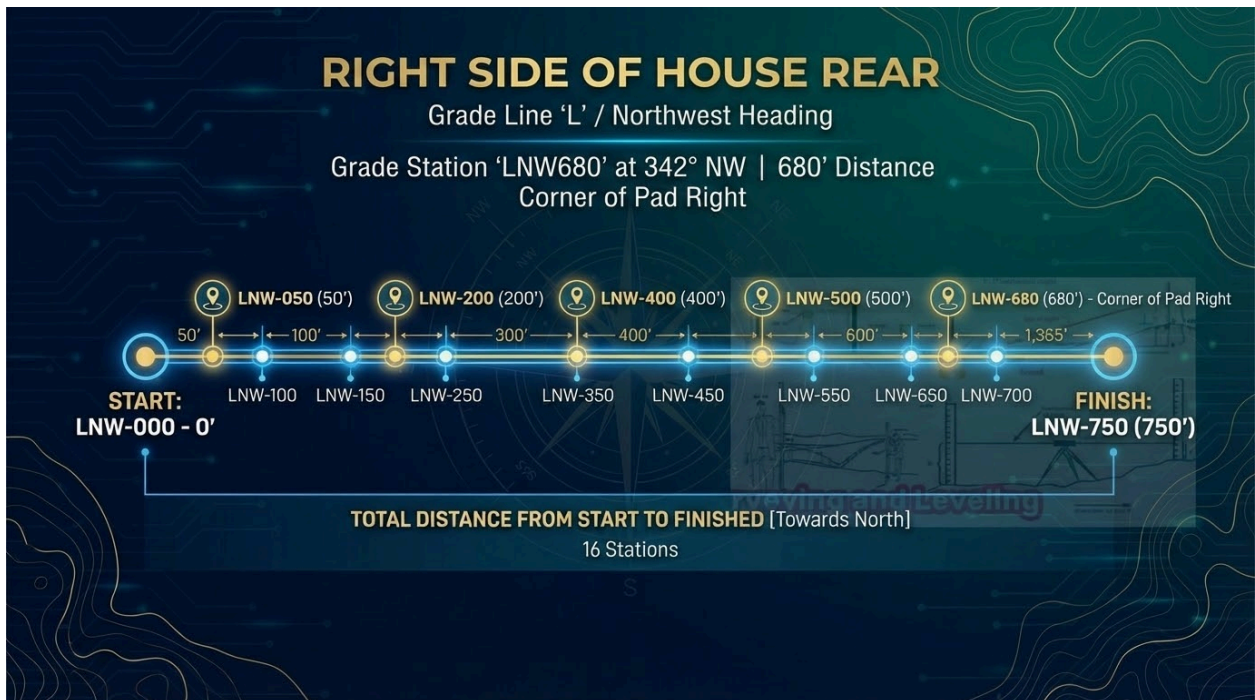 RIGHT SIDE OF HOUSE REAR
Grade Line ‘L’ / Northwest Heading
Grade Station ‘LNW680’ at 342° NW | 680’ Distance
Corner of Pad Right
LNW-050 (50’) LNW-200 (200’) LNW-400 (400’) LNW-500 (500’) LNW-680 (680’) - Corner of Pad Right
50’ 100’ 300’ 400’ 600’ 1,365’
LNW-100 LNW-150 LNW-250 LNW-350 LNW-450 LNW-550 LNW-650 LNW-700
START:
LNW-000 - 0’
FINISH:
LNW-750 (750’)
veying and Leveling
TOTAL DISTANCE FROM START TO FINISHED [Towards North]
16 Stations
S